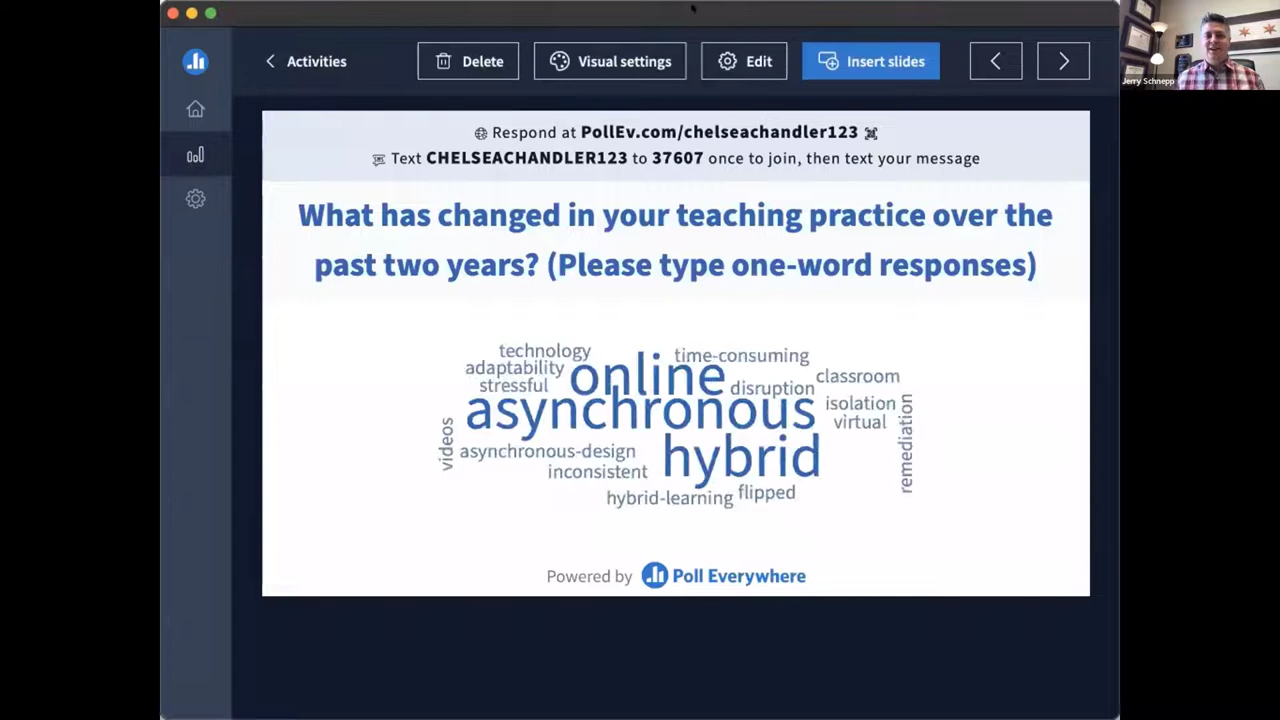 Activities
Delete
Visual settings
Edit
Insert slides
Jerry Schnepp
Respond at PollEv.com/chelseachandler123
Text CHELSEACHANDLER123 to 37607 once to join, then text your message
What has changed in your teaching practice over the
past two years? (Please type one-word responses)
technology
time-consuming
adaptability
online
classroom
stressful
disruption
asynchronous
isolation
virtual
videos
remediation
asynchronous-design
hybrid
inconsistent
hybrid-learning
flipped
Powered by Poll Everywhere